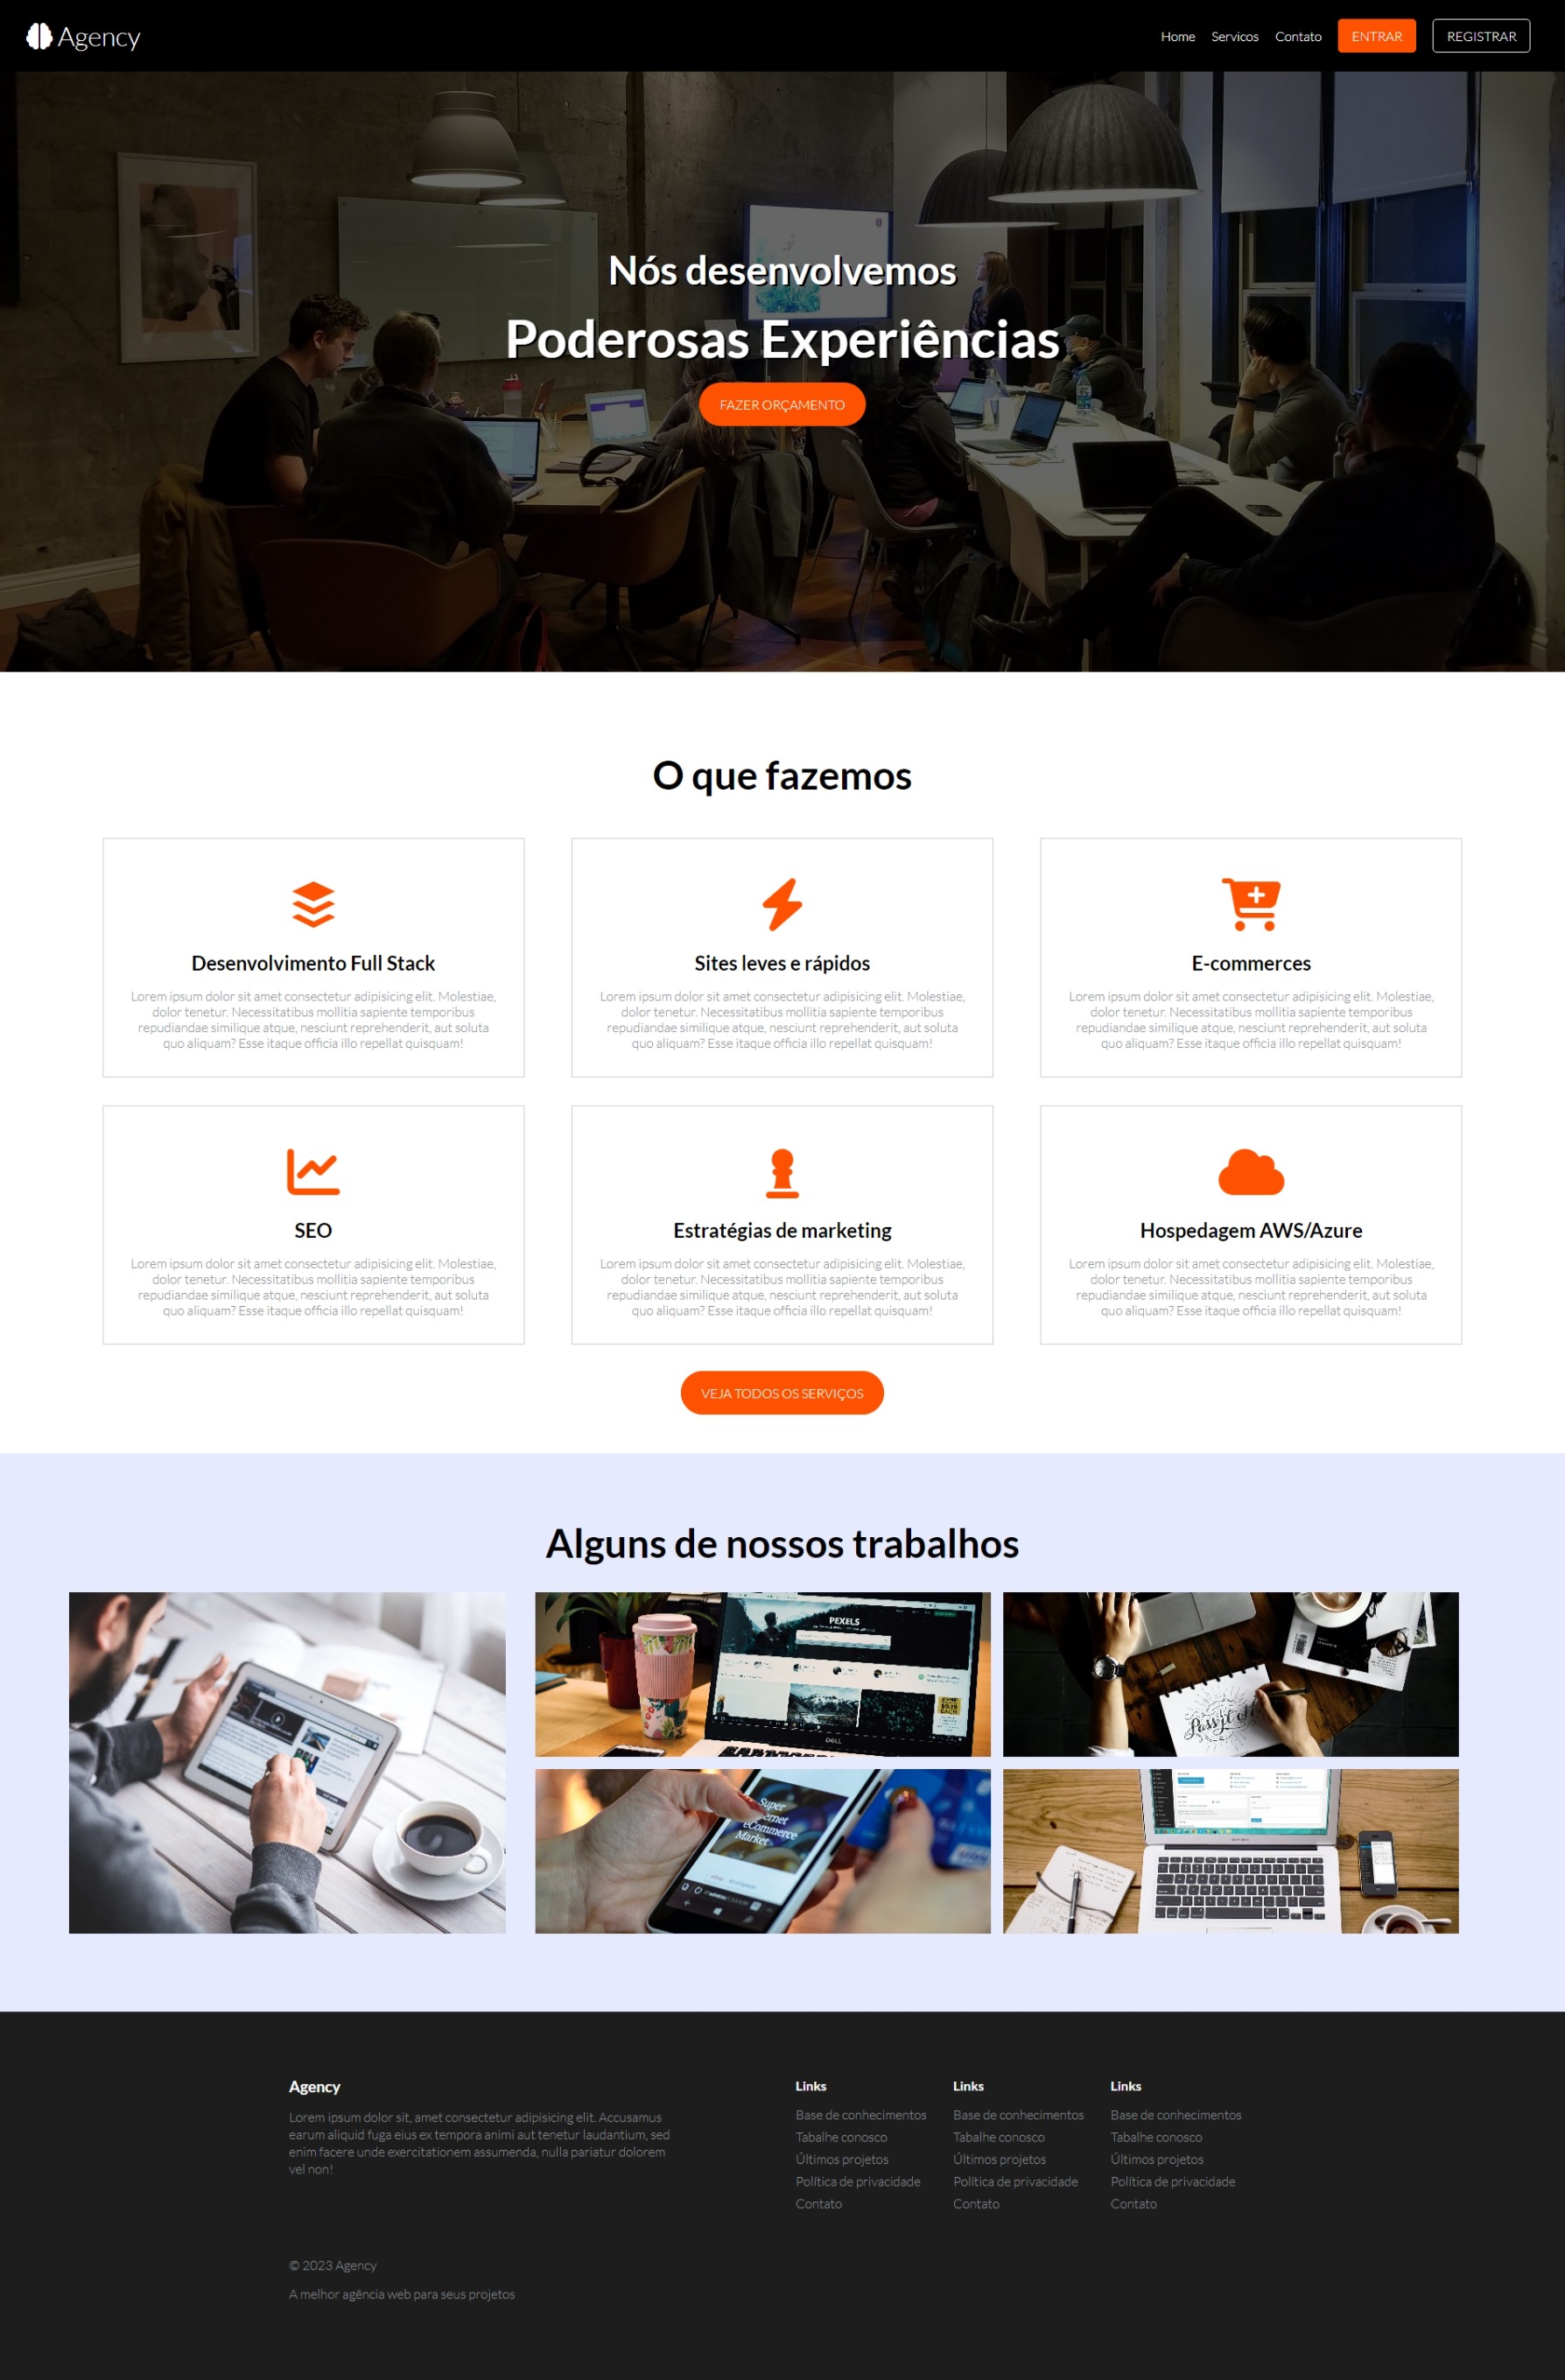 Agency
Home Servicos Contato ENTRAR REGISTRAR
Nós desenvolvemos
Poderosas Experiências
FAZER ORÇAMENTO
O que fazemos
Desenvolvimento Full Stack
Lorem ipsum dolor sit amet consectetur adipisicing elit. Molestiae,
dolor tenetur. Necessitatibus mollitia sapiente temporibus
repudiandae similique atque, nesciunt reprehenderit, aut soluta
quo aliquam? Esse itaque officia illo repellat quisquam!
Sites leves e rápidos
Lorem ipsum dolor sit amet consectetur adipisicing elit. Molestiae,
dolor tenetur. Necessitatibus mollitia sapiente temporibus
repudiandae similique atque, nesciunt reprehenderit, aut soluta
quo aliquam? Esse itaque officia illo repellat quisquam!
E-commerces
Lorem ipsum dolor sit amet consectetur adipisicing elit. Molestiae,
dolor tenetur. Necessitatibus mollitia sapiente temporibus
repudiandae similique atque, nesciunt reprehenderit, aut soluta
quo aliquam? Esse itaque officia illo repellat quisquam!
SEO
Lorem ipsum dolor sit amet consectetur adipisicing elit. Molestiae,
dolor tenetur. Necessitatibus mollitia sapiente temporibus
repudiandae similique atque, nesciunt reprehenderit, aut soluta
quo aliquam? Esse itaque officia illo repellat quisquam!
Estratégias de marketing
Lorem ipsum dolor sit amet consectetur adipisicing elit. Molestiae,
dolor tenetur. Necessitatibus mollitia sapiente temporibus
repudiandae similique atque, nesciunt reprehenderit, aut soluta
quo aliquam? Esse itaque officia illo repellat quisquam!
Hospedagem AWS/Azure
Lorem ipsum dolor sit amet consectetur adipisicing elit. Molestiae,
dolor tenetur. Necessitatibus mollitia sapiente temporibus
repudiandae similique atque, nesciunt reprehenderit, aut soluta
quo aliquam? Esse itaque officia illo repellat quisquam!
VEJA TODOS OS SERVIÇOS
Alguns de nossos trabalhos
PEXELS
DELL
Super
eCommerce
Market
Agency
Lorem ipsum dolor sit, amet consectetur adipisicing elit. Accusamus
earum aliquid fuga eius ex tempora animi aut tenetur laudantium, sed
enim facere unde exercitationem assumenda, nulla pariatur dolorem
vel non!
Links
Base de conhecimentos
Tabalhe conosco
Últimos projetos
Política de privacidade
Contato
Links
Base de conhecimentos
Tabalhe conosco
Últimos projetos
Política de privacidade
Contato
Links
Base de conhecimentos
Tabalhe conosco
Últimos projetos
Política de privacidade
Contato
© 2023 Agency
A melhor agência web para seus projetos